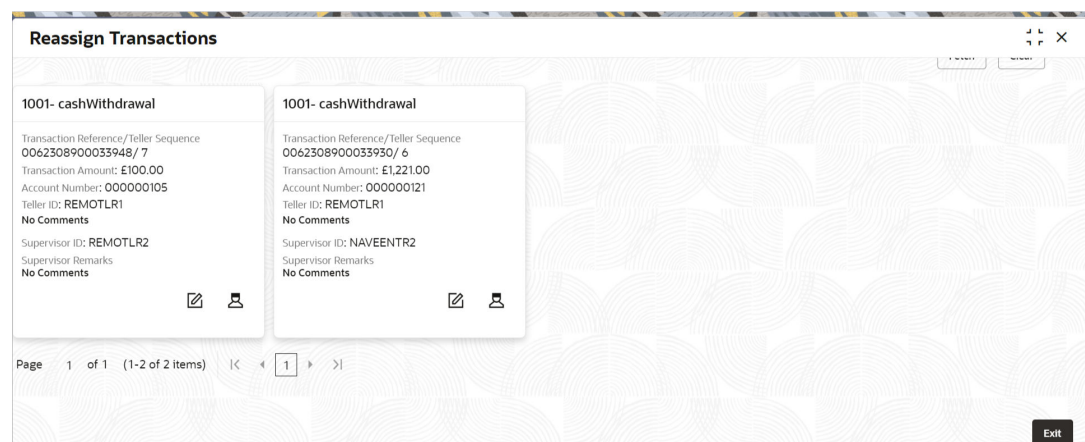 Reassign Transactions
Fetch Clear
1001- cashWithdrawal
Transaction Reference/Teller Sequence
0062308900033948/ 7
Transaction Amount: £100.00
Account Number: 000000105
Teller ID: REMOTLR1
No Comments
Supervisor ID: REMOTLR2
Supervisor Remarks
No Comments
1001- cashWithdrawal
Transaction Reference/Teller Sequence
0062308900033930/ 6
Transaction Amount: £1,221.00
Account Number: 000000121
Teller ID: REMOTLR1
No Comments
Supervisor ID: NAVEENTR2
Supervisor Remarks
No Comments
Page 1 of 1 (1-2 of 2 items) 1
Exit